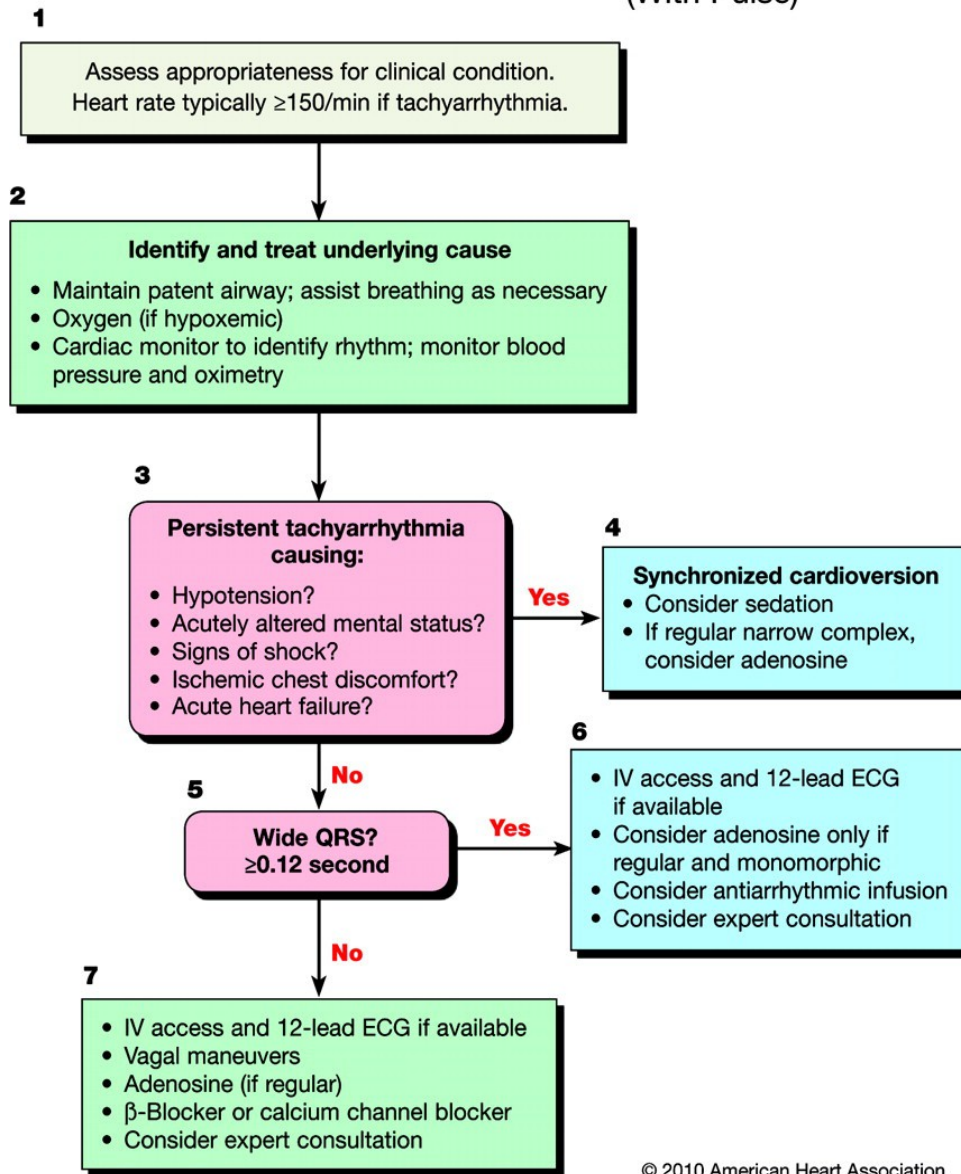 (With Pulse)
1
Assess appropriateness for clinical condition.
Heart rate typically ≥150/min if tachyarrhythmia.
2
Identify and treat underlying cause
• Maintain patent airway; assist breathing as necessary
• Oxygen (if hypoxemic)
• Cardiac monitor to identify rhythm; monitor blood
pressure and oximetry
3
Persistent tachyarrhythmia
causing:
• Hypotension?
• Acutely altered mental status?
• Signs of shock?
• Ischemic chest discomfort?
• Acute heart failure?
Yes
4
Synchronized cardioversion
• Consider sedation
• If regular narrow complex,
consider adenosine
No
5
Wide QRS?
≥0.12 second
Yes
6
• IV access and 12-lead ECG
if available
• Consider adenosine only if
regular and monomorphic
• Consider antiarrhythmic infusion
• Consider expert consultation
No
7
• IV access and 12-lead ECG if available
• Vagal maneuvers
• Adenosine (if regular)
• β-Blocker or calcium channel blocker
• Consider expert consultation
© 2010 American Heart Association